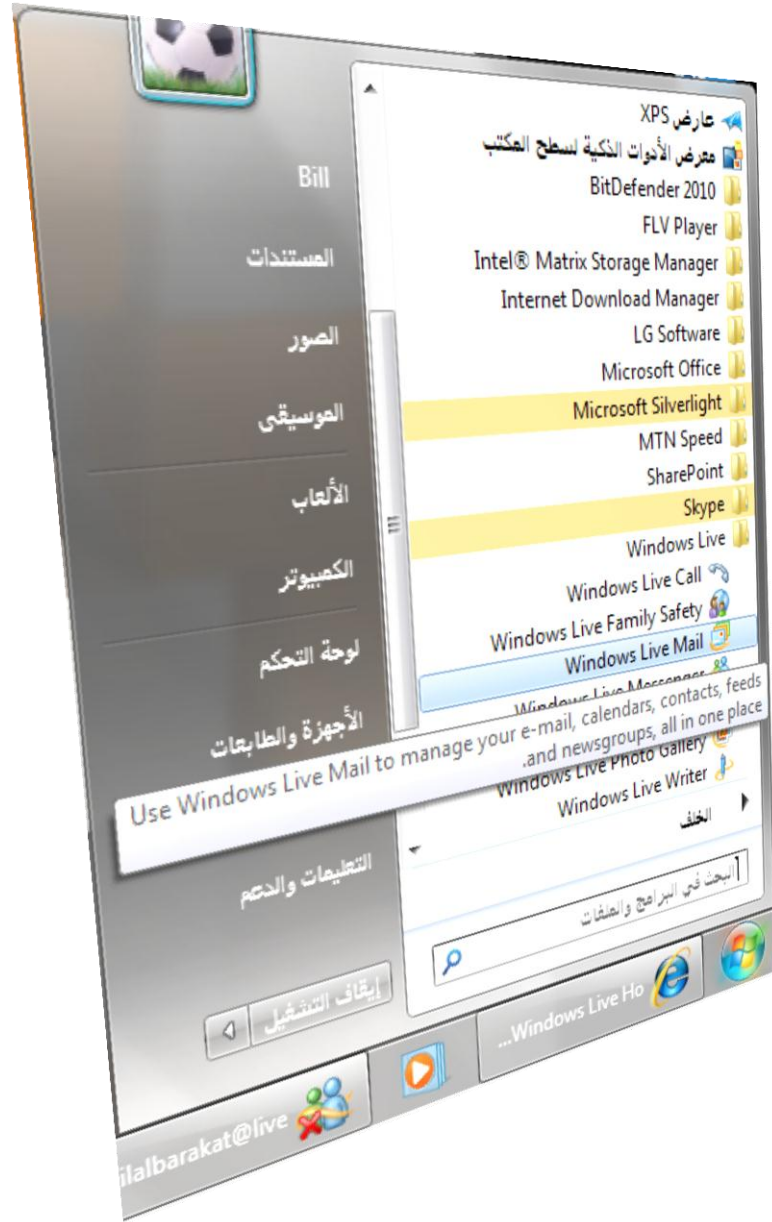 عارض XPS
معرض الأدوات الذكية لسطح المكتب
BitDefender 2010
FLV Player
Intel® Matrix Storage Manager
Internet Download Manager
LG Software
Microsoft Office
Microsoft Silverlight
MTN Speed
SharePoint
Skype
Windows Live
Windows Live Call
Windows Live Family Safety
Windows Live Mail
Windows Live Messenger
Use Windows Live Mail to manage your e-mail, calendars, contacts, feeds
.and newsgroups, all in one place
Windows Live Photo Gallery
Windows Live Writer
الخلف
البحث في البرامج والملفات
Bill
المستندات
الصور
الموسيقى
الألعاب
الكمبيوتر
لوحة التحكم
الأجهزة والطابعات
التعليمات والدعم
إيقاف التشغيل
...Windows Live Ho
ilalbarakat@live